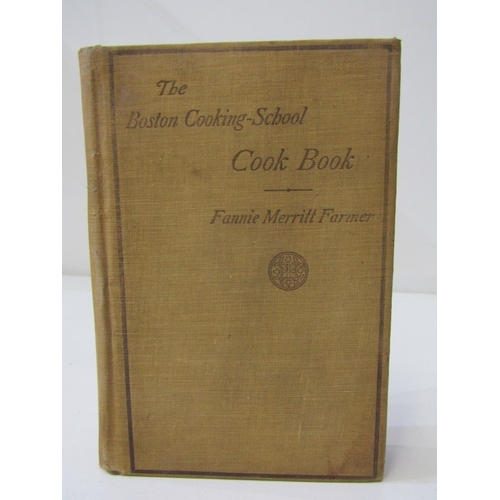 The
Boston Cooking-School
Cook Book
Fannie Merritt Farmer